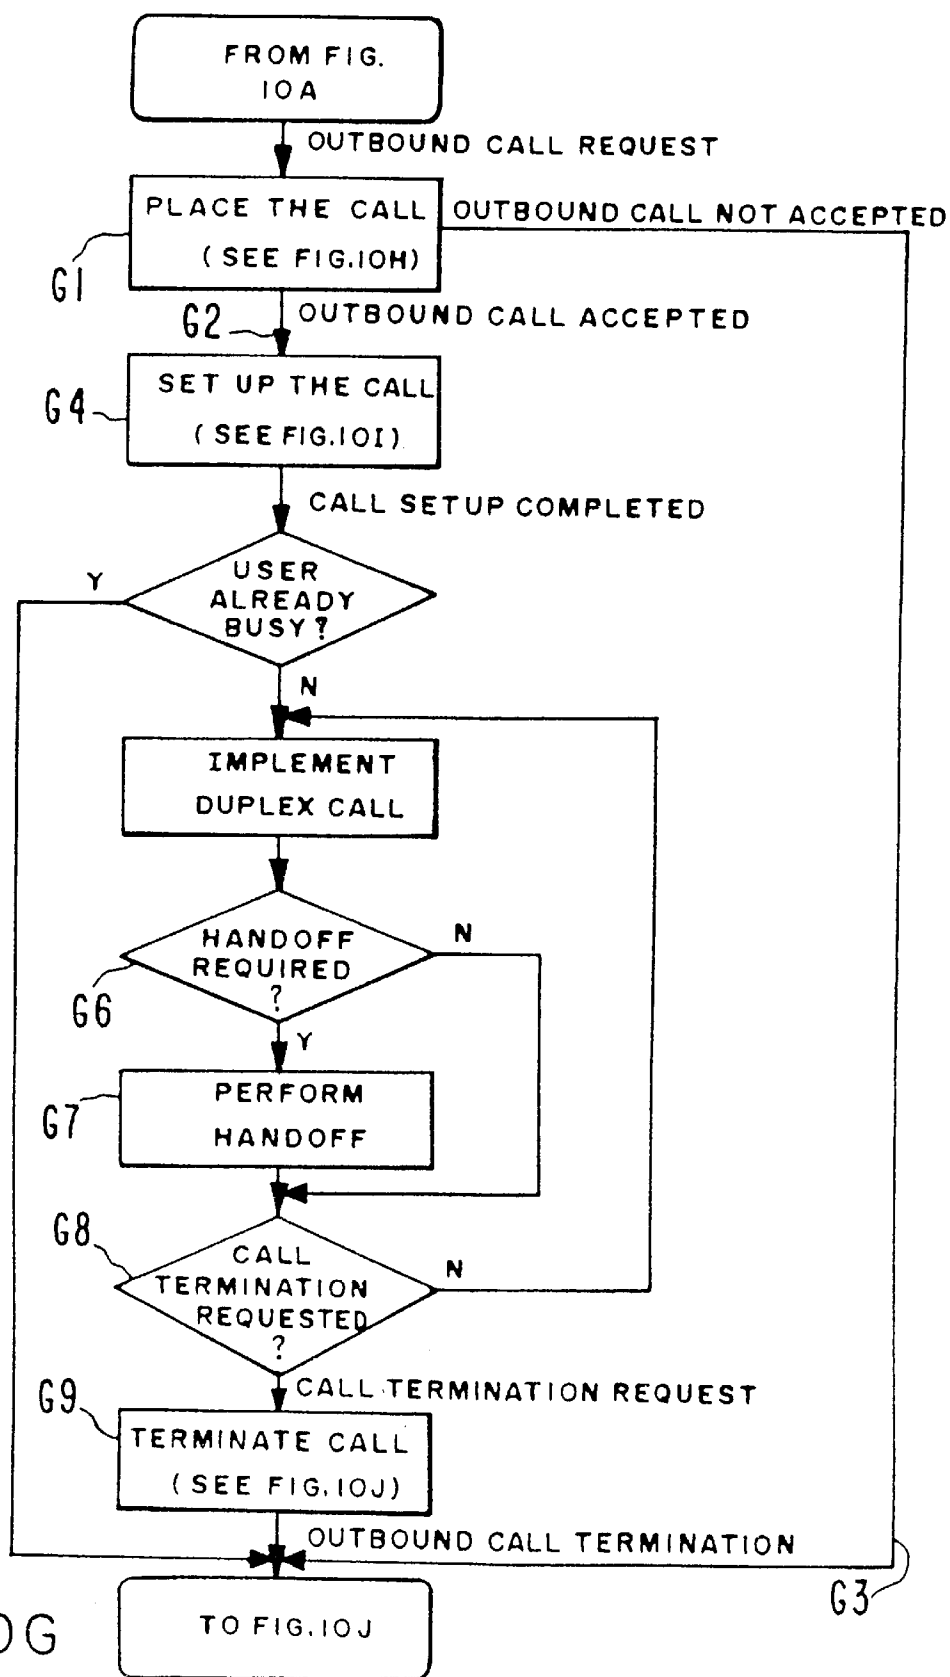 FROM FIG.
10A
OUTBOUND CALL REQUEST
PLACE THE CALL
(SEE FIG.10H)
OUTBOUND CALL NOT ACCEPTED
G1
G2
OUTBOUND CALL ACCEPTED
SET UP THE CALL
(SEE FIG.10I)
G4
CALL SETUP COMPLETED
Y
USER
ALREADY
BUSY?
N
IMPLEMENT
DUPLEX CALL
HANDOFF
REQUIRED
?
N
G6
Y
PERFORM
HANDOFF
G7
G8
CALL
TERMINATION
REQUESTED
?
N
CALL TERMINATION REQUEST
G9
TERMINATE CALL
(SEE FIG.10J)
OUTBOUND CALL TERMINATION
G3
TO FIG.10J
0G